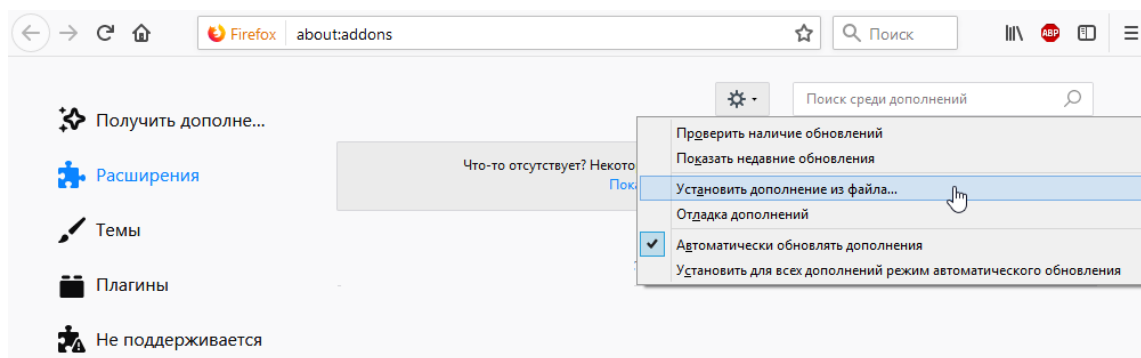 Firefox about:addons
Поиск
ABP
Поиск среди дополнений
Получить дополне...
Расширения
Темы
Плагины
Не поддерживается
Что-то отсутствует? Некото
Пока
Проверить наличие обновлений
Показать недавние обновления
Установить дополнение из файла...
Отладка дополнений
Автоматически обновлять дополнения
Установить для всех дополнений режим автоматического обновления